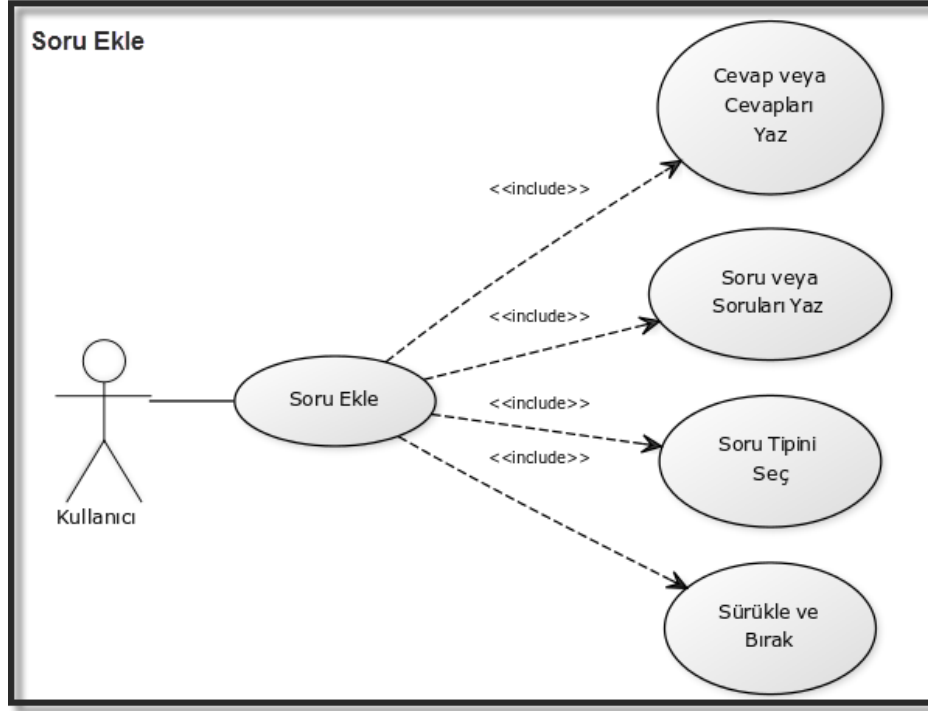 Soru Ekle
Cevap veya
Cevapları
Yaz
<<include>>
Soru veya
Soruları Yaz
<<include>>
Soru Ekle
<<include>>
Soru Tipini
Seç
<<include>>
Kullanıcı
Sürükle ve
Bırak